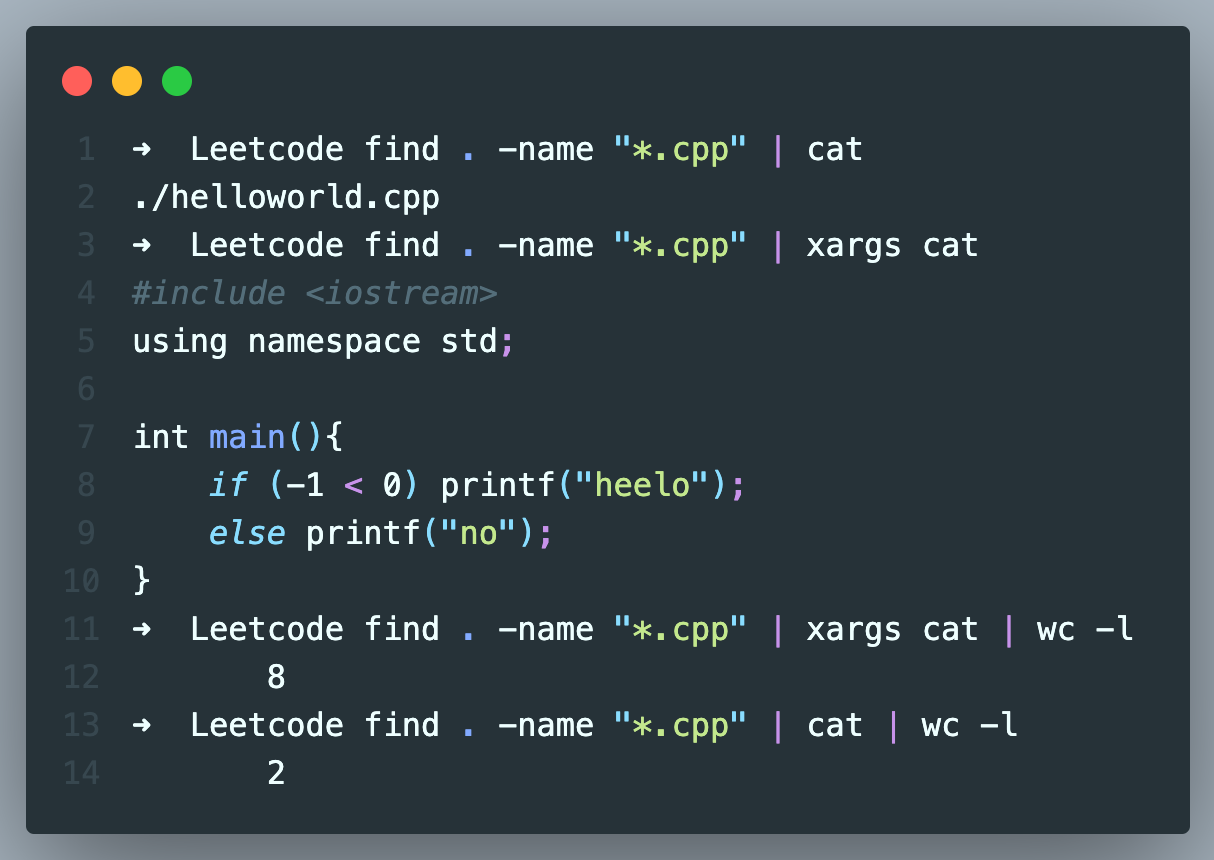 1 ➜  Leetcode find . -name "*.cpp" | cat
2 ./helloworld.cpp
3 ➜  Leetcode find . -name "*.cpp" | xargs cat
4 #include <iostream>
5 using namespace std;
6
7 int main(){
8     if (-1 < 0) printf("heelo");
9     else printf("no");
10 }
11 ➜  Leetcode find . -name "*.cpp" | xargs cat | wc -l
12        8
13 ➜  Leetcode find . -name "*.cpp" | cat | wc -l
14        2